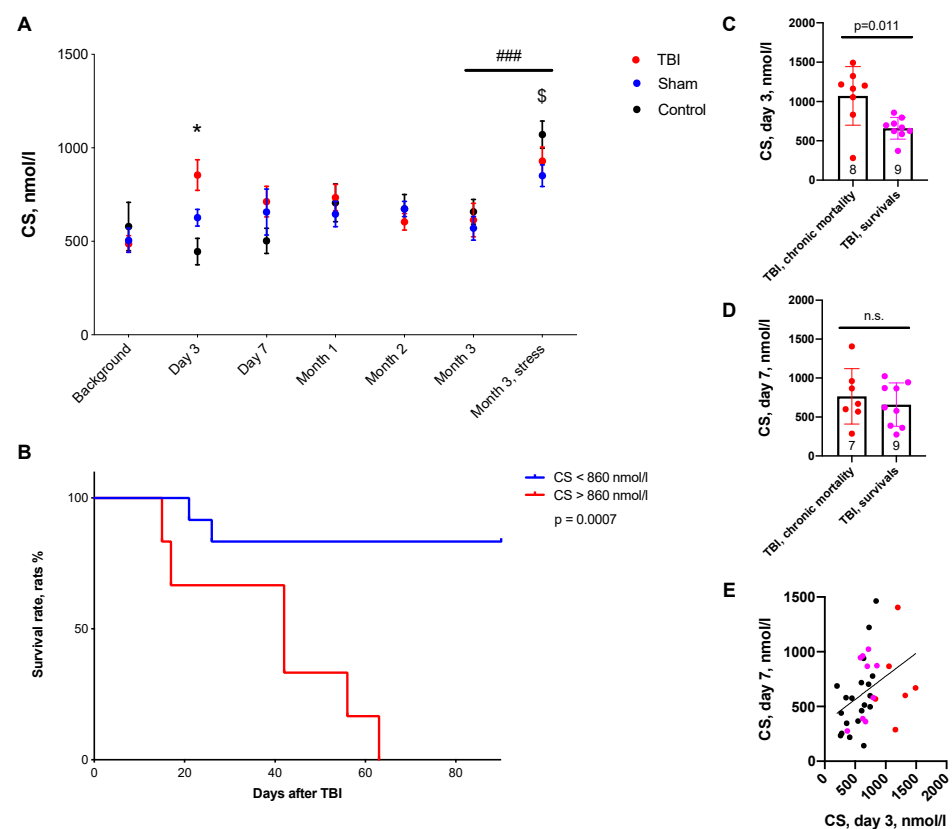 A
CS, nmol/l
1500
1000
500
0
*
###
$
TBI
Sham
Control
Background
Day 3
Day 7
Month 1
Month 2
Month 3
Month 3, stress
B
Survival rate, rats %
100
50
0
0 20 40 60 80
Days after TBI
CS < 860 nmol/l
CS > 860 nmol/l
p = 0.0007
C
CS, day 3, nmol/l
2000
1500
1000
500
0
p=0.011
8 9
TBI, chronic mortality
TBI, survivals
D
CS, day 7, nmol/l
2000
1500
1000
500
0
n.s.
7 9
TBI, chronic mortality
TBI, survivals
E
CS, day 7, nmol/l
1500
1000
500
0
0 500 1000 1500 2000
CS, day 3, nmol/l